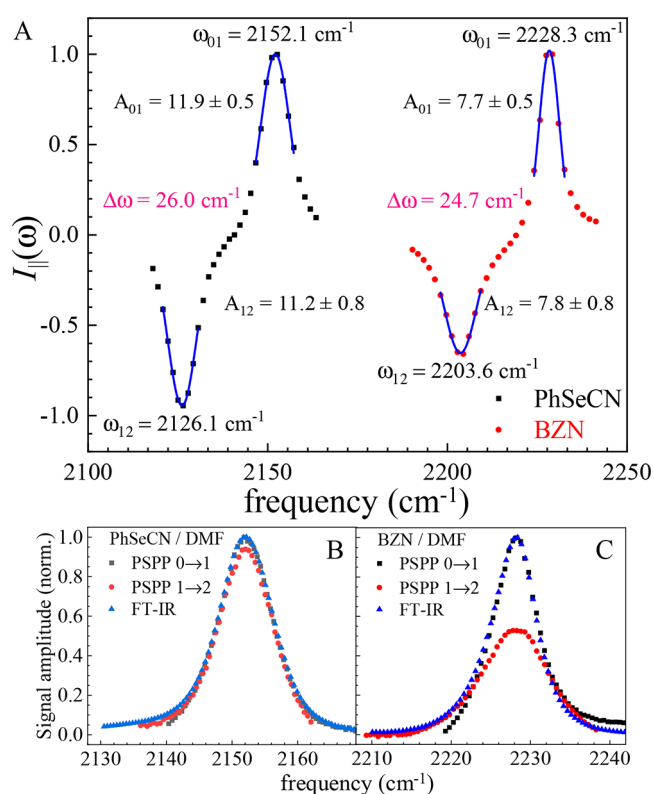 A
ω01 = 2152.1 cm-1
ω01 = 2228.3 cm-1
A01 = 11.9 ± 0.5
A01 = 7.7 ± 0.5
Δω = 26.0 cm-1
Δω = 24.7 cm-1
A12 = 11.2 ± 0.8
A12 = 7.8 ± 0.8
ω12 = 2126.1 cm-1
ω12 = 2203.6 cm-1
PhSeCN
BZN
I||(ω)
1.0
0.5
0.0
-0.5
-1.0
2100 2150 2200 2250
frequency (cm-1)
B
PhSeCN / DMF
PSPP 0→1
PSPP 1→2
FT-IR
C
BZN / DMF
PSPP 0→1
PSPP 1→2
FT-IR
Signal amplitude (norm.)
1.0
0.8
0.6
0.4
0.2
0.0
2130 2140 2150 2160
2210 2220 2230 2240
frequency (cm-1)
frequency (cm-1)